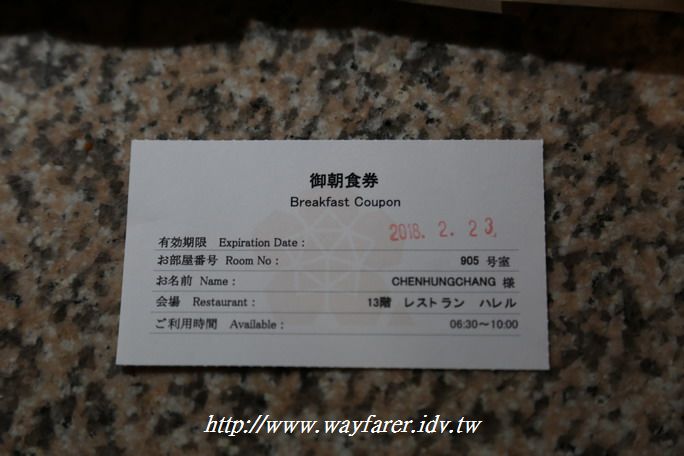 御朝食券
Breakfast Coupon
有効期限 Expiration Date : 2018. 2. 23
お部屋番号 Room No : 905 号室
お名前 Name : CHENHUNGCHANG 様
会場 Restaurant : 13階 レストラン ハレル
ご利用時間 Available : 06:30～10:00
http://www.wayfarer.idv.tw